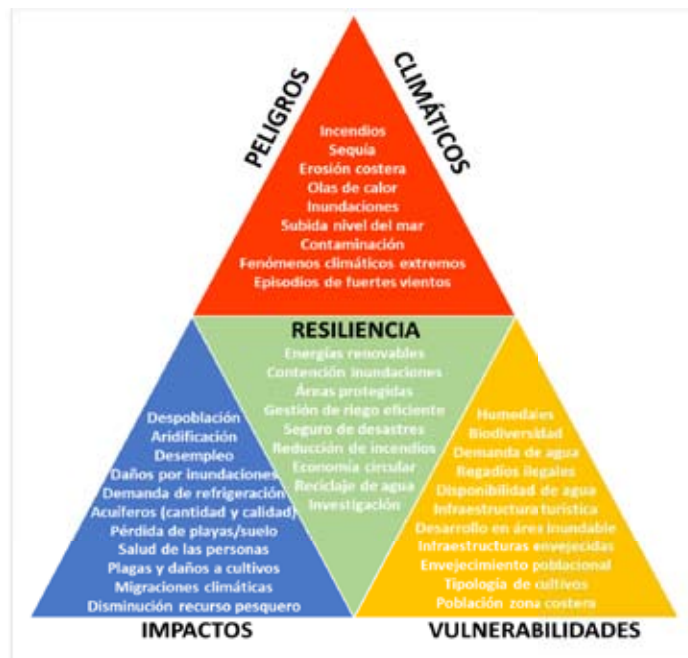 PELIGROS
CLIMÁTICOS
Incendios
Sequía
Erosión costera
Olas de calor
Inundaciones
Subida nivel del mar
Contaminación
Fenómenos climáticos extremos
Episodios de fuertes vientos
RESILIENCIA
Energías renovables
Contención inundaciones
Áreas protegidas
Gestión de riego eficiente
Seguro de desastres
Reducción de incendios
Economía circular
Reciclaje de agua
Investigación
Despoblación
Aridificación
Desempleo
Daños por inundaciones
Demanda de refrigeración
Acuíferos (cantidad y calidad)
Pérdida de playas/suelo
Salud de las personas
Plagas y daños a cultivos
Migraciones climáticas
Disminución recurso pesquero
IMPACTOS
Humedales
Biodiversidad
Demanda de agua
Regadíos ilegales
Disponibilidad de agua
Infraestructura turística
Desarrollo en área inundable
Infraestructuras envejecidas
Envejecimiento poblacional
Tipología de cultivos
Población zona costera
VULNERABILIDADES